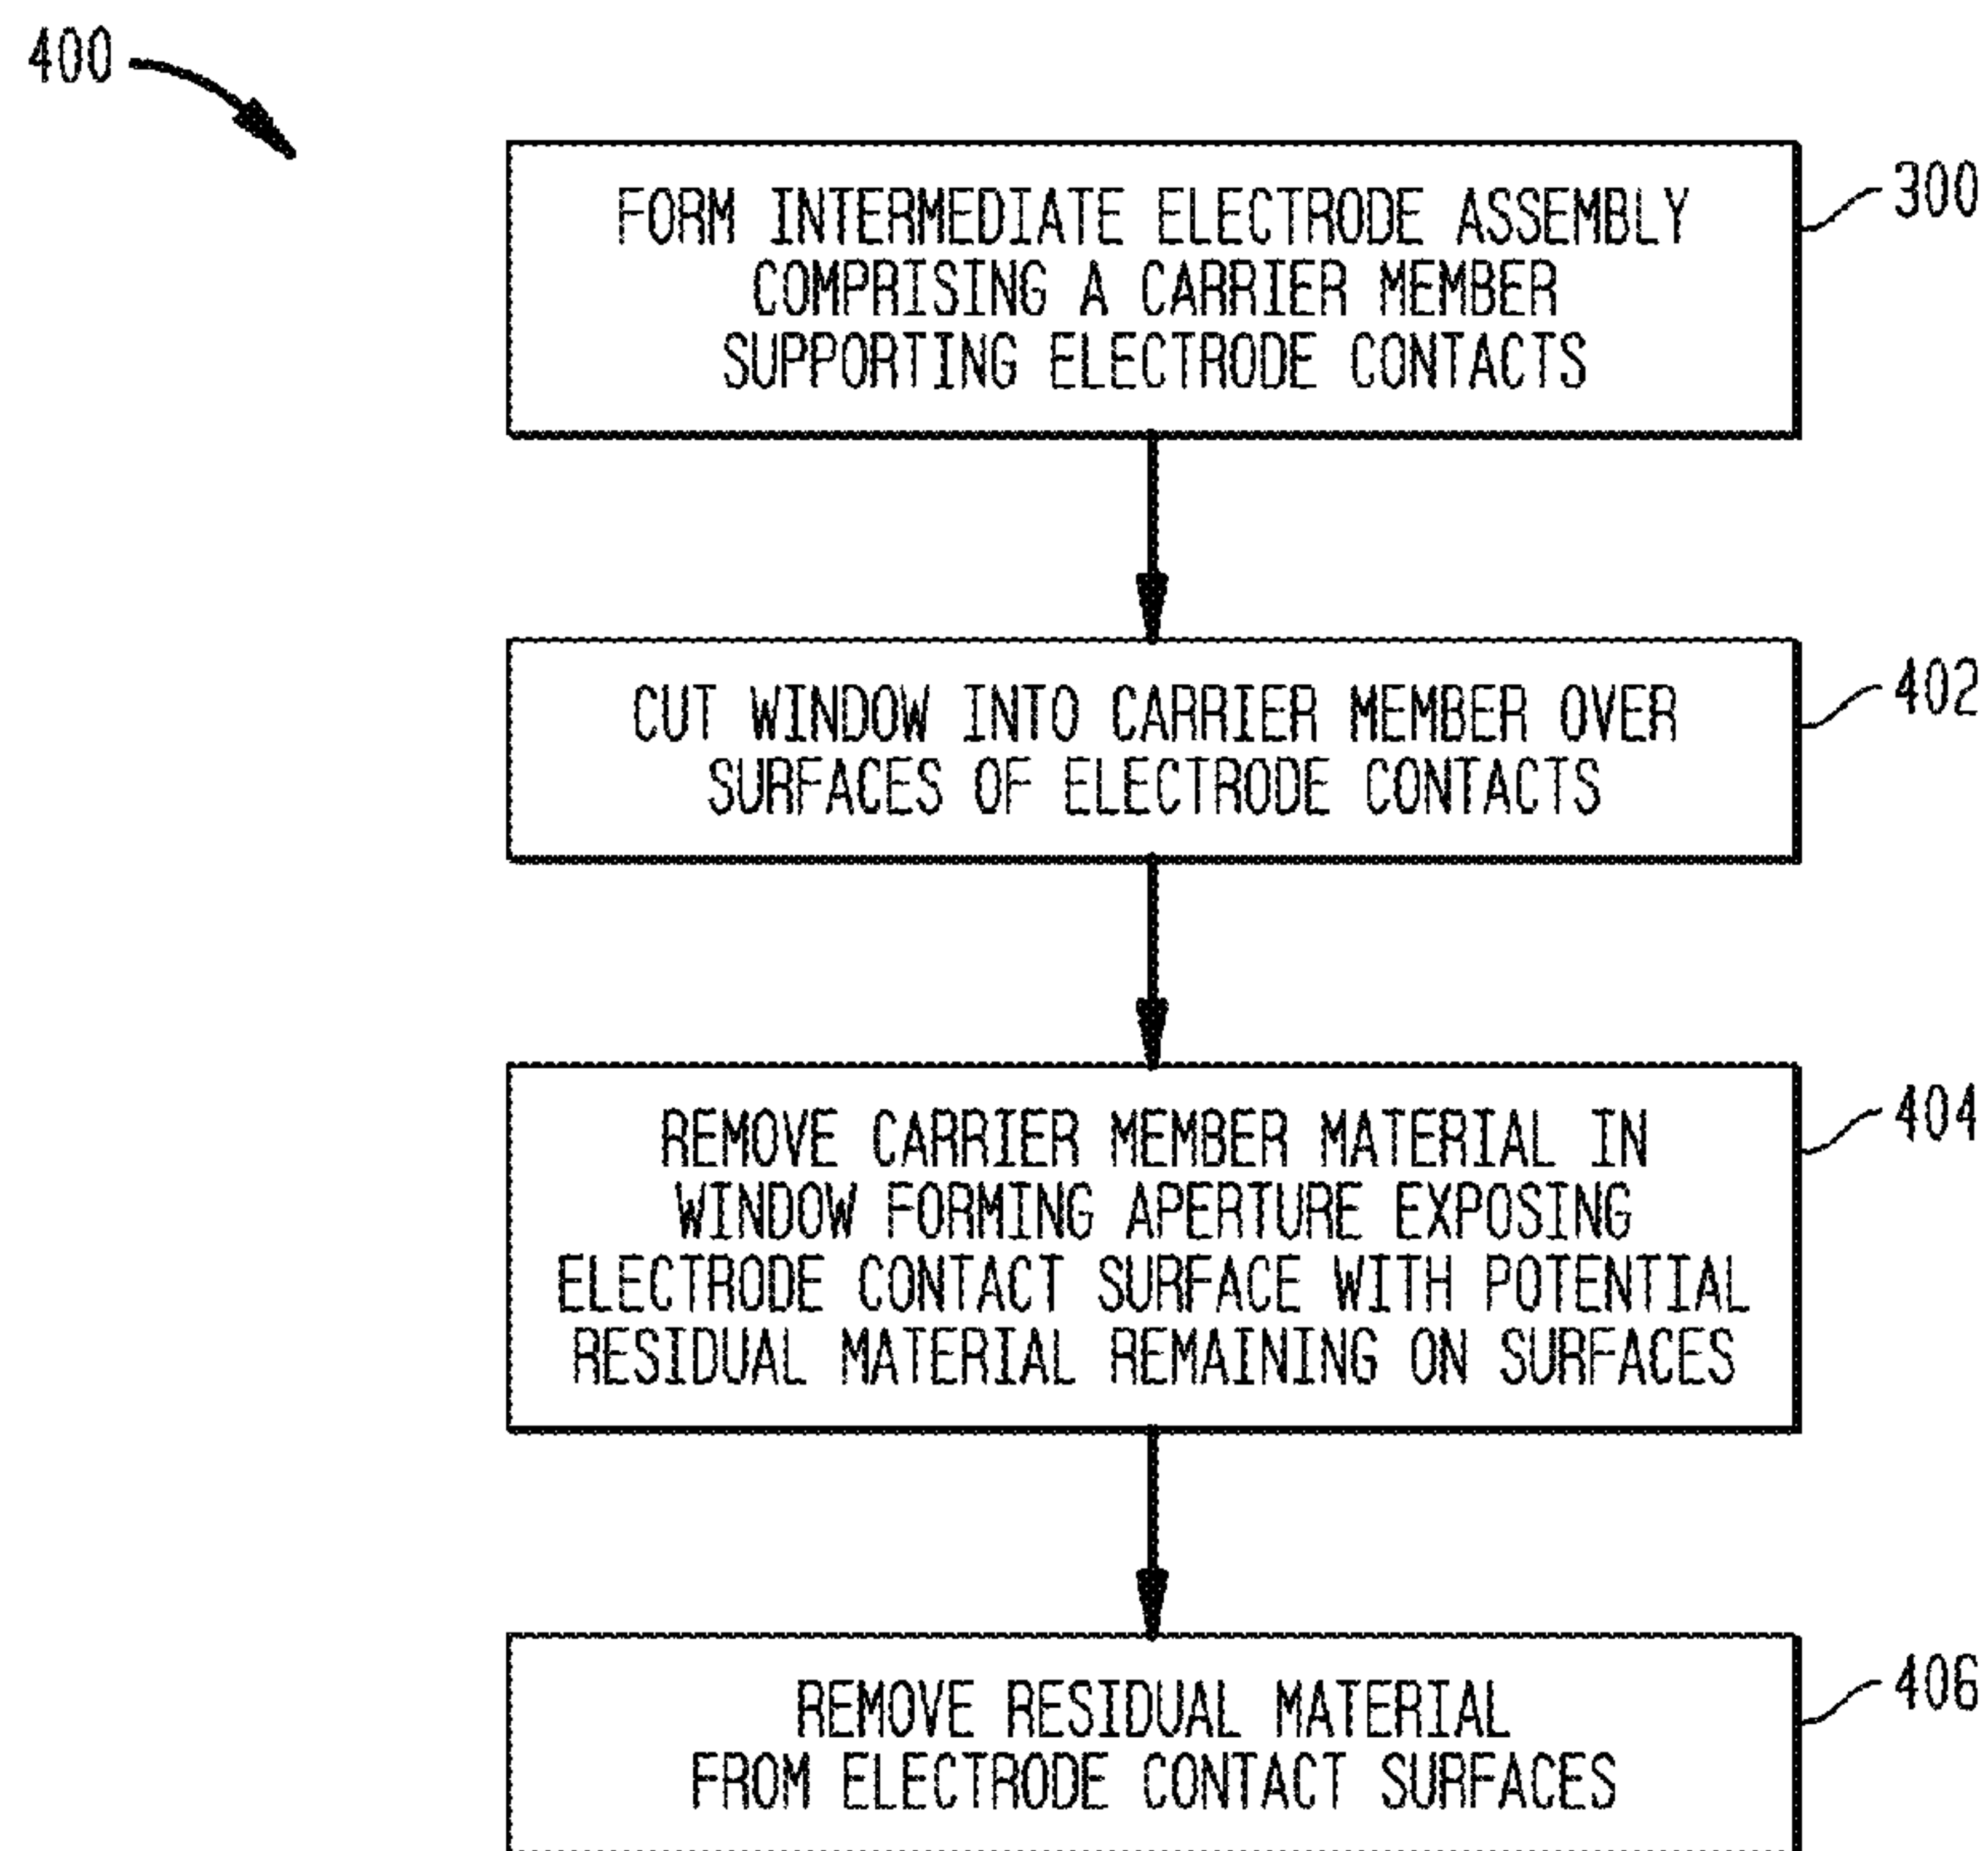 400
FORM INTERMEDIATE ELECTRODE ASSEMBLY
COMPRISING A CARRIER MEMBER
SUPPORTING ELECTRODE CONTACTS
300
CUT WINDOW INTO CARRIER MEMBER OVER
SURFACES OF ELECTRODE CONTACTS
402
REMOVE CARRIER MEMBER MATERIAL IN
WINDOW FORMING APERTURE EXPOSING
ELECTRODE CONTACT SURFACE WITH POTENTIAL
RESIDUAL MATERIAL REMAINING ON SURFACES
404
REMOVE RESIDUAL MATERIAL
FROM ELECTRODE CONTACT SURFACES
406